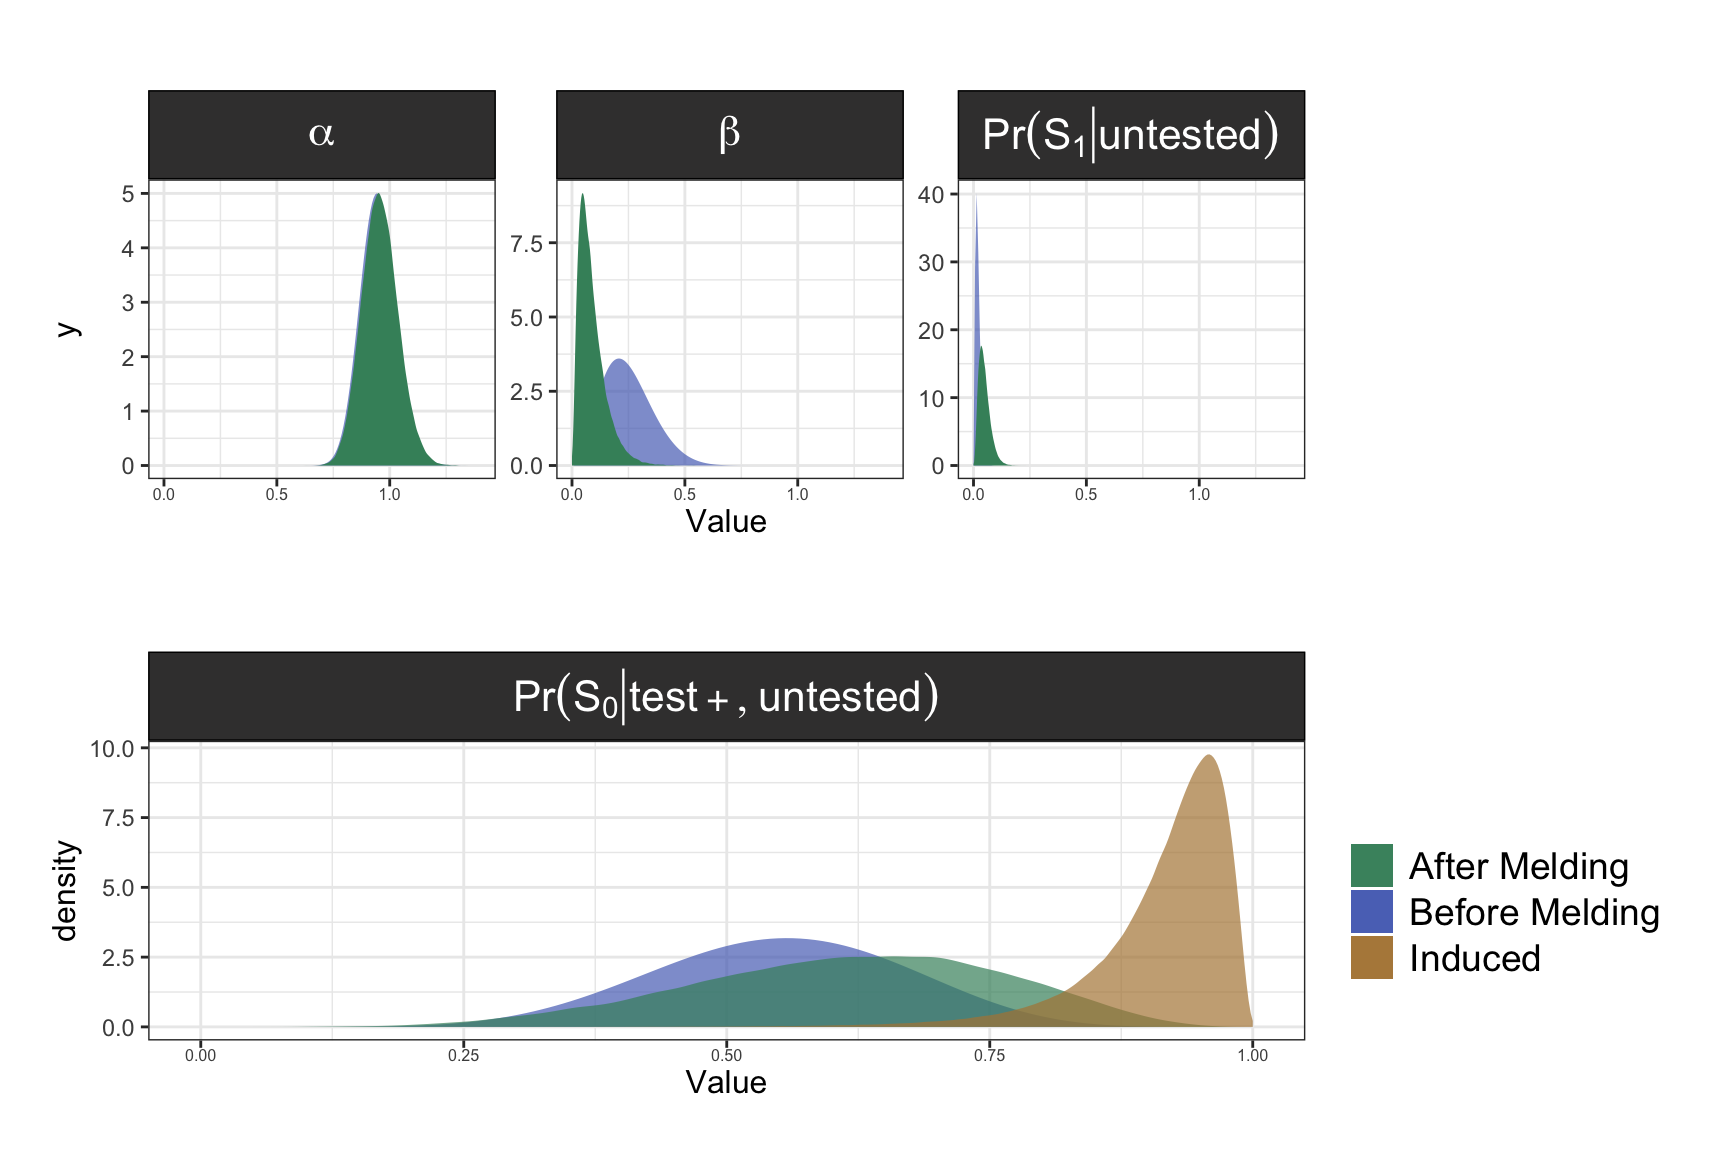 α β Pr(S₁|untested)
y
5
4
3
2
1
0
0.0 0.5 1.0
7.5
5.0
2.5
0.0
0.0 0.5 1.0
40
30
20
10
0
0.0 0.5 1.0
Value
Pr(S₀|test+, untested)
density
10.0
7.5
5.0
2.5
0.0
0.00 0.25 0.50 0.75 1.00
Value
After Melding
Before Melding
Induced